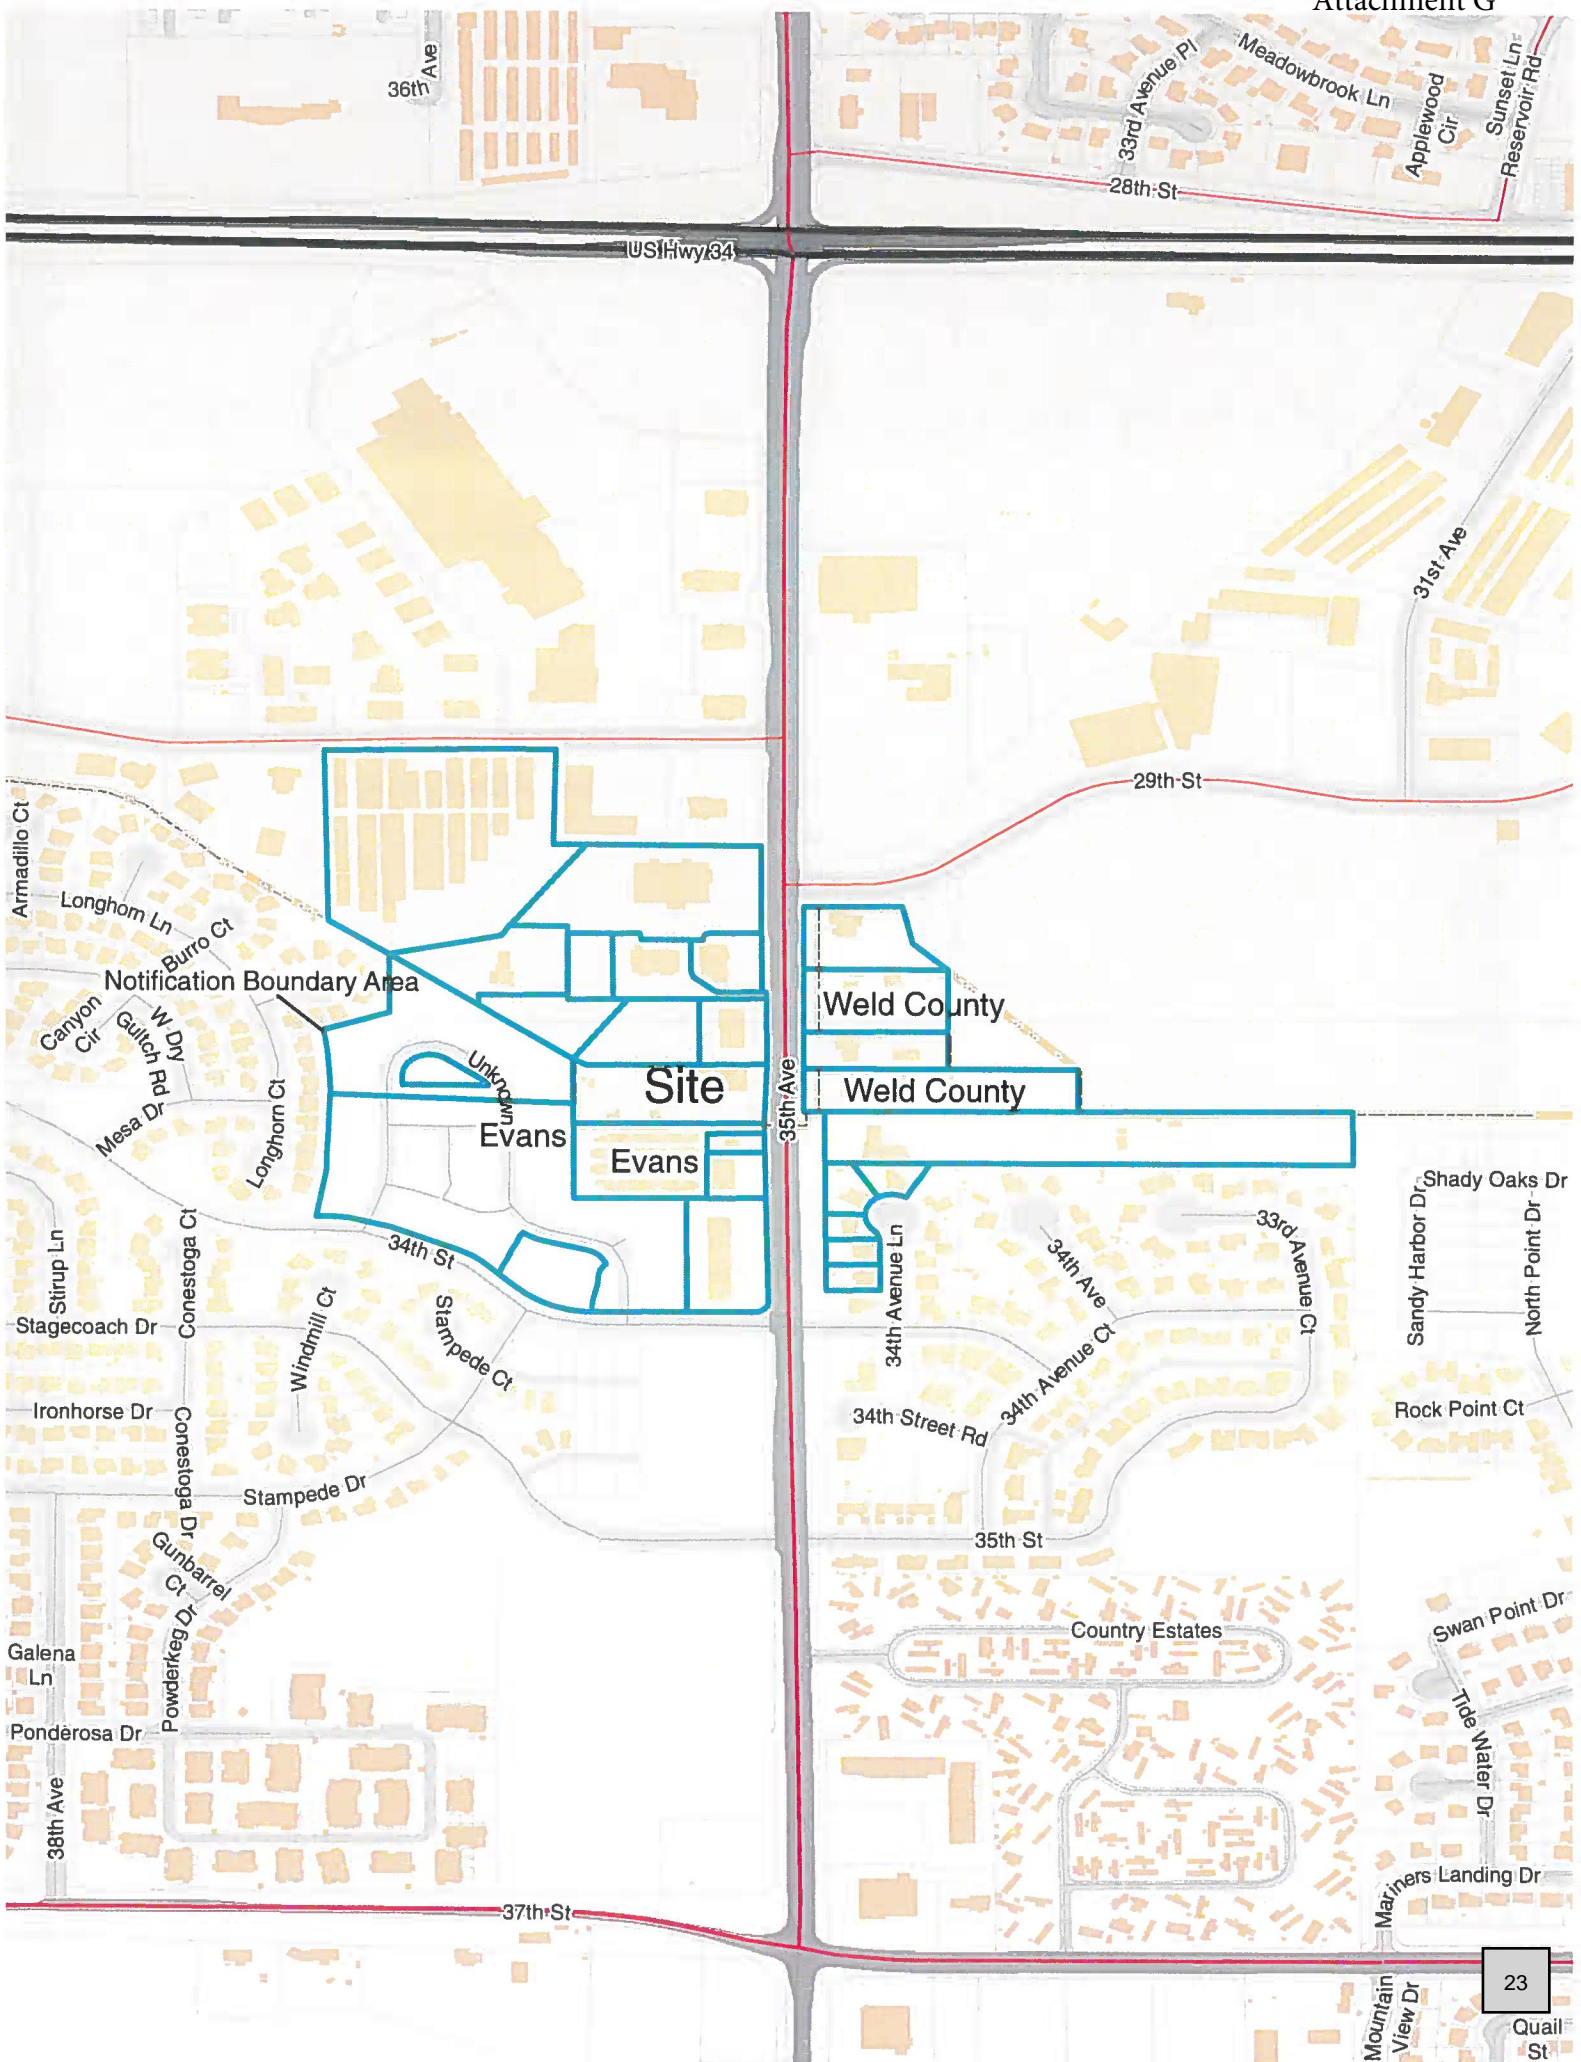 Attachment G
36th Ave
33rd Avenue Pl
Meadowbrook Ln
Applewood
Cir
Sunset Ln
Reservoir Rd
28th St
US Hwy 34
31st Ave
29th St
Armadillo Ct
Longhorn Ln
Burro Ct
Notification Boundary Area
Canyon
Cir
W Dry
Gultch Rd
Mesa Dr
Longhorn Ct
Unknown
Site
35th Ave
Weld County
Weld County
Evans
Evans
Shady Oaks Dr
Sandy Harbor Dr
North Point Dr
33rd Avenue Ct
34th Ave
34th Avenue Ln
34th Avenue Ct
34th St
Stirup Ln
Conestoga Ct
Stagecoach Dr
Windmill Ct
Stampede Ct
Ironhorse Dr
Conestoga Dr
34th Street Rd
Rock Point Ct
Stampede Dr
35th St
Gunbarrel
Ct
Powderkeg Dr
Galena
Ln
Ponderosa Dr
38th Ave
Country Estates
Swan Point Dr
Tide Water Dr
Mariners Landing Dr
37th St
23
Mountain
View Dr
Quail
St